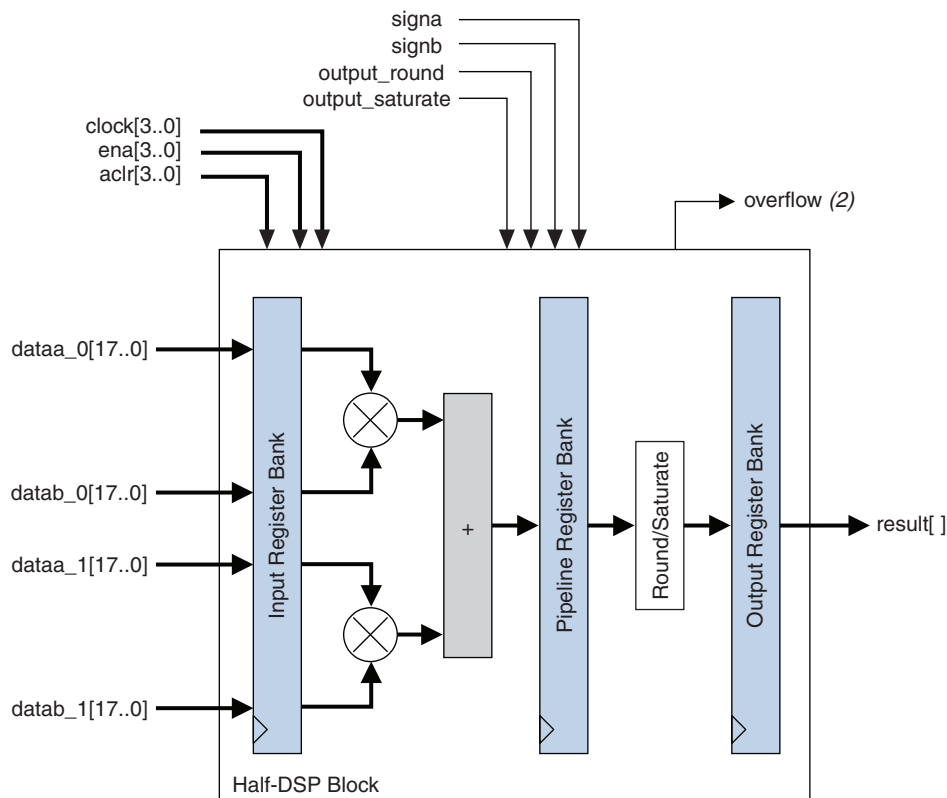 signa
signb
output_round
output_saturate
clock[3..0]
ena[3..0]
aclr[3..0]
overflow (2)
dataa_0[17..0]
datab_0[17..0]
dataa_1[17..0]
datab_1[17..0]
Input Register Bank
+
Pipeline Register Bank
Round/Saturate
Output Register Bank
result[ ]
Half-DSP Block